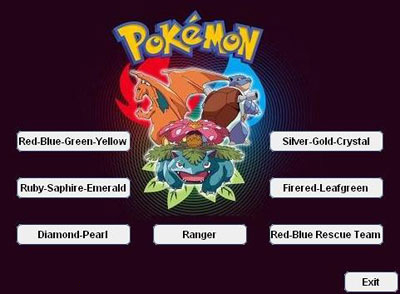 POKéMON
Red-Blue-Green-Yellow
Silver-Gold-Crystal
Ruby-Saphire-Emerald
Firered-Leafgreen
Diamond-Pearl
Ranger
Red-Blue Rescue Team
Exit